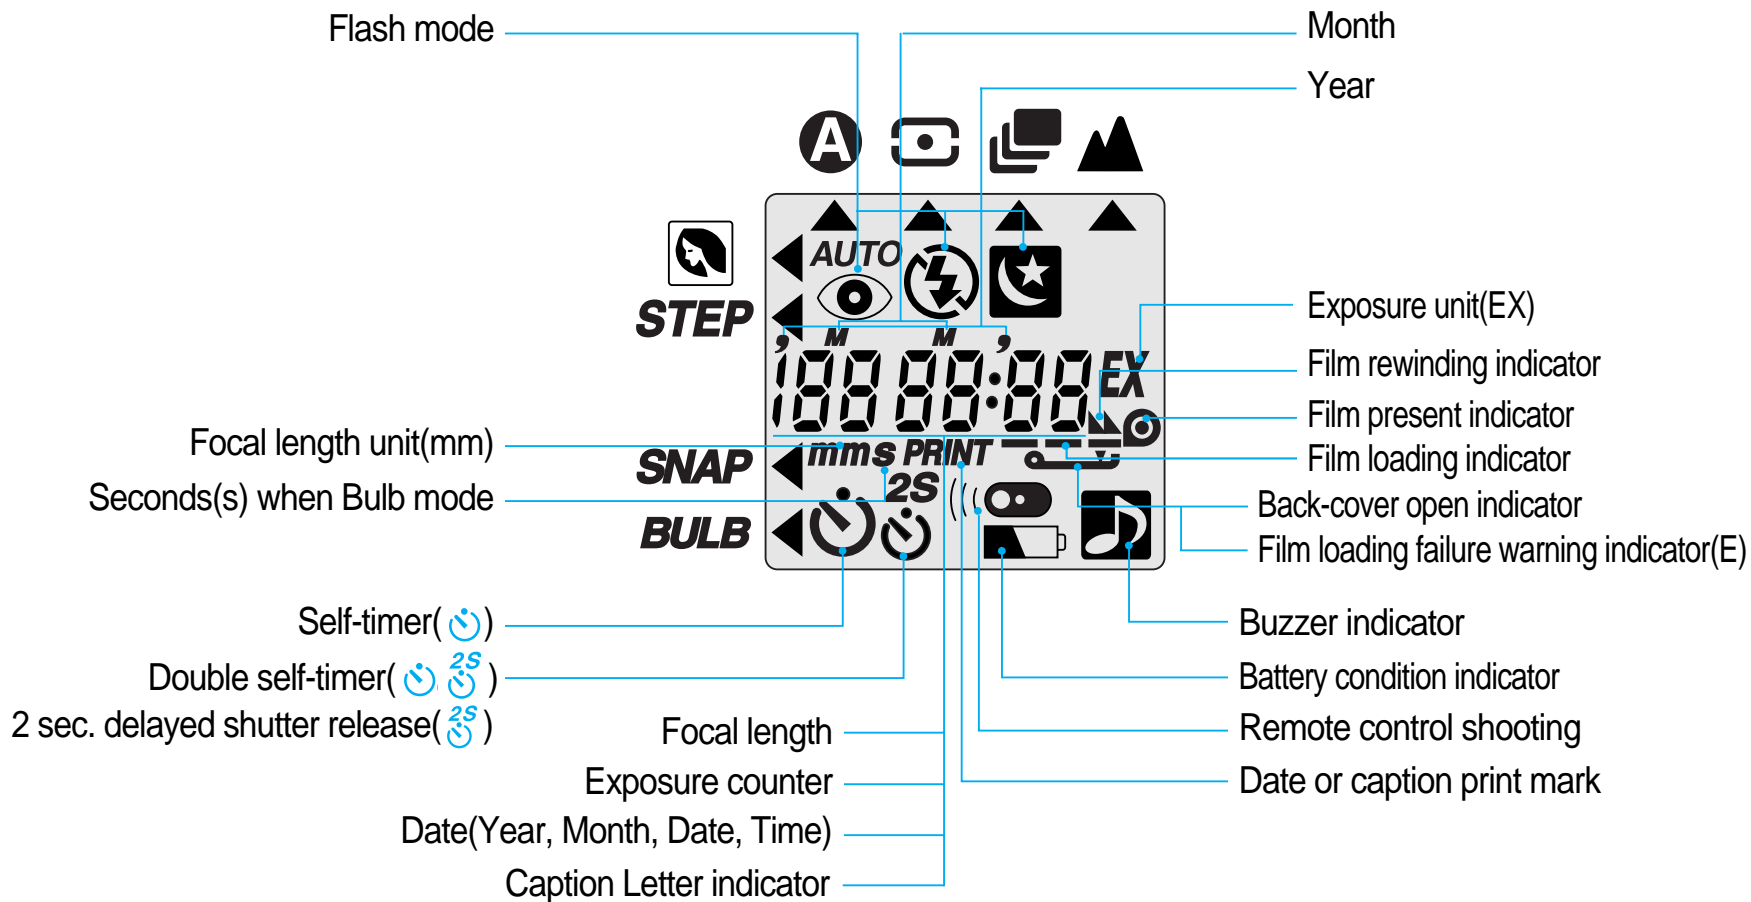 Flash mode
Month
Year
A
AUTO
STEP
Exposure unit(EX)
, M M ,
188 88:88 EX
Film rewinding indicator
Film present indicator
Focal length unit(mm)
SNAP
mm s PRINT
Film loading indicator
Seconds(s) when Bulb mode
2S
Back-cover open indicator
BULB
Film loading failure warning indicator(E)
Self-timer( )
Buzzer indicator
Double self-timer( 2S )
Battery condition indicator
2 sec. delayed shutter release( 2S )
Focal length
Remote control shooting
Exposure counter
Date or caption print mark
Date(Year, Month, Date, Time)
Caption Letter indicator